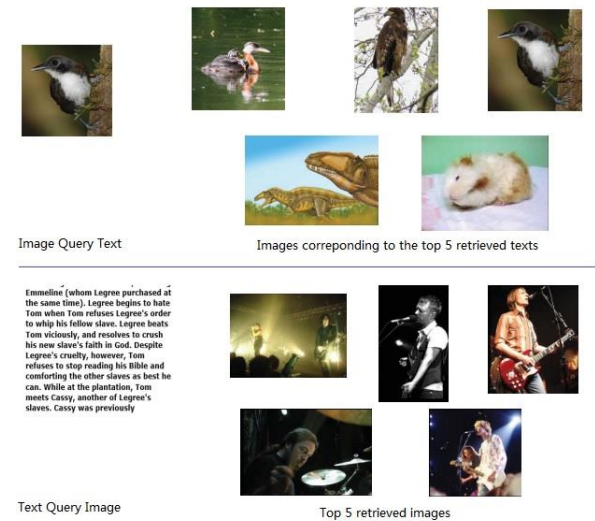 Image Query Text
Images correponding to the top 5 retrieved texts
Emmeline (whom Legree purchased at
the same time). Legree begins to hate
Tom when Tom refuses Legree's order
to whip his fellow slave. Legree beats
Tom viciously, and resolves to crush
his new slave's faith in God. Despite
Legree's cruelty, however, Tom
refuses to stop reading his Bible and
comforting the other slaves as best he
can. While at the plantation, Tom
meets Cassy, another of Legree's
slaves. Cassy was previously
Text Query Image
Top 5 retrieved images